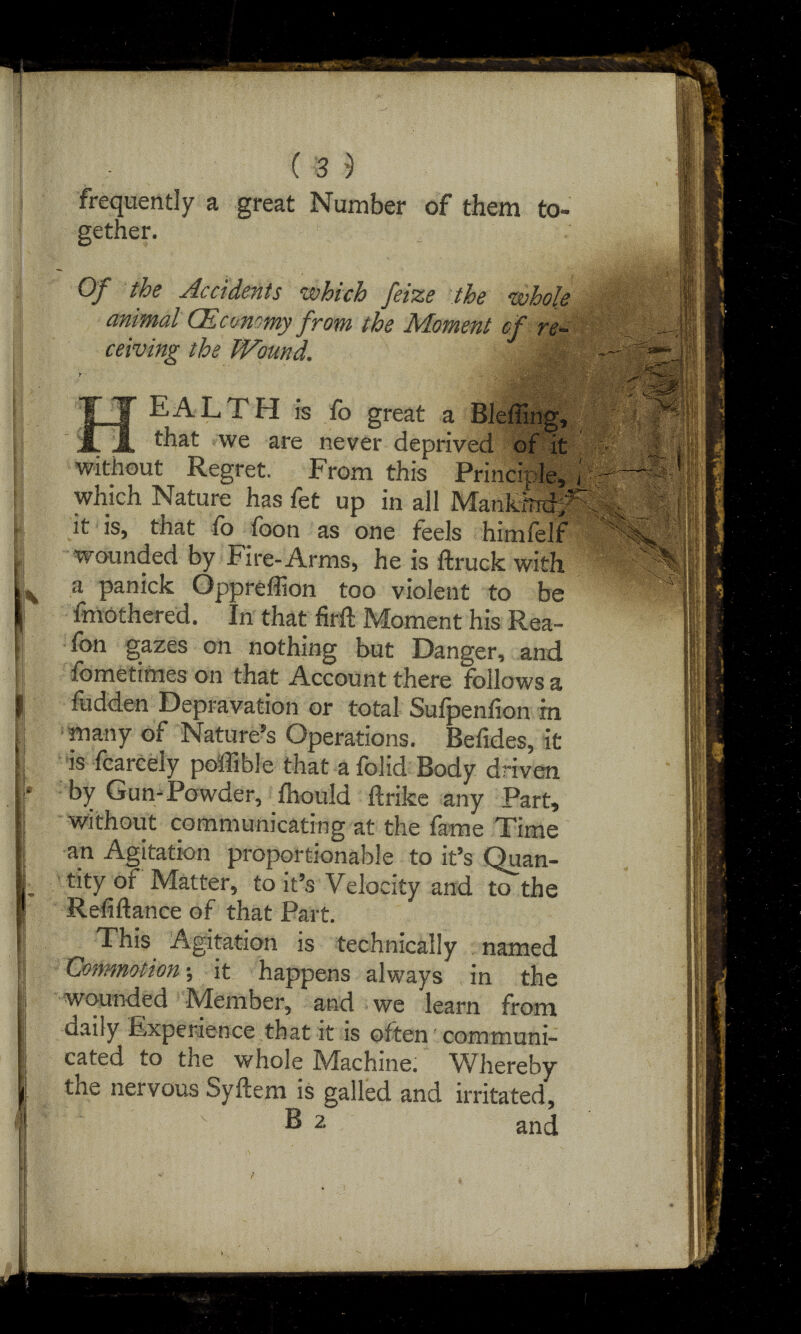 ( 3 )
frequently a great Number of them to-
gether.
Of the Accidents which ſeize the whole
animal Œconomy from the Moment of re-
ceiving the Wound.
HEALTH is ſo great a Bleſſing,
that we are never deprived of it
without Regret. From this Principle,
which Nature has ſet up in all Mankind,
it is, that ſo ſoon as one feels himſelf
wounded by Fire-Arms, he is ſtruck with
a panick Oppreſſion too violent to be
ſmothered. In that firſt Moment his Rea-
ſon gazes on nothing but Danger, and
ſometimes on that Account there follows a
ſudden Depravation or total Suſpenſion in
many of Nature's Operations. Beſides, it
is ſcarcely poſſible that a ſolid Body driven
by Gun-Powder, ſhould ſtrike any Part,
without communicating at the ſame Time
an Agitation proportionable to it's Quan-
tity of Matter, to it's Velocity and to the
Reſiſtance of that Part.
This Agitation is technically named
Commotion; it happens always in the
wounded Member, and we learn from
daily Experience that it is often communi-
cated to the whole Machine. Whereby
the nervous Syſtem is galled and irritated,
B 2 and